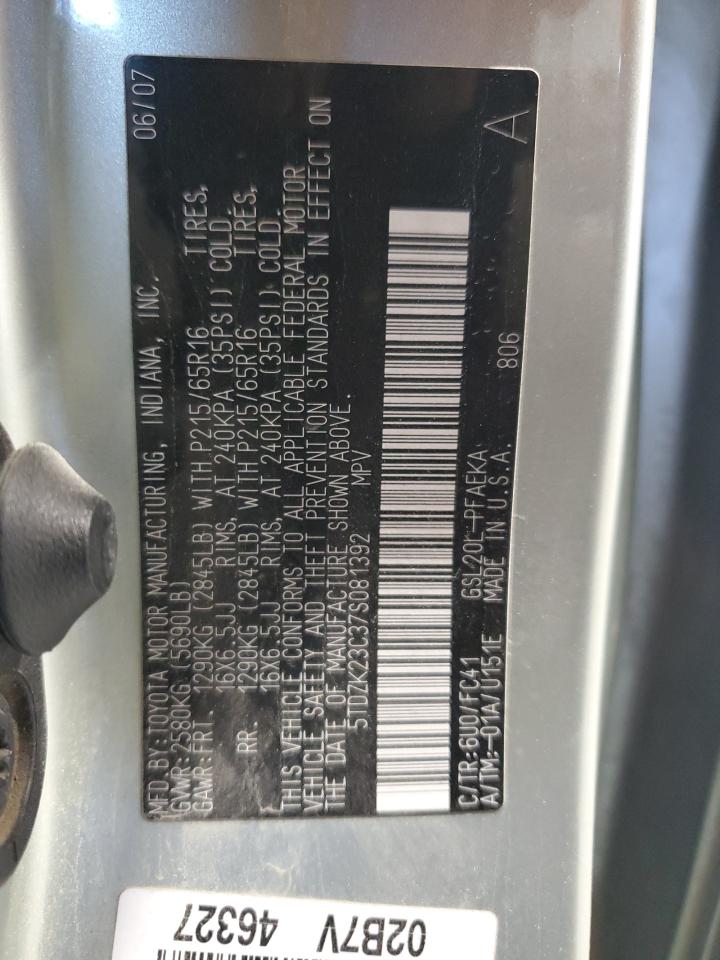 MFD.BY:TOYOTA MOTOR MANUFACTURING, INDIANA, INC. 06/07
GVWR:2580KG(5690LB)
GAWR:FRT. 1290KG (2845LB) WITH P215/65R16 TIRES,
16X6.5JJ RIMS, AT 240KPA (35PSI) COLD.
RR. 1290KG (2845LB) WITH P215/65R16 TIRES,
16X6.5JJ RIMS, AT 240KPA (35PSI) COLD.
THIS VEHICLE CONFORMS TO ALL APPLICABLE FEDERAL MOTOR
VEHICLE SAFETY AND THEFT PREVENTION STANDARDS IN EFFECT ON
THE DATE OF MANUFACTURE SHOWN ABOVE.
5TDZK23C37S081392 MPV
C/TR:6U0/FC41 GSL20L-PFAEKA
A/TM:-01A/U151E MADE IN U.S.A. 806 A
46327
02B7V